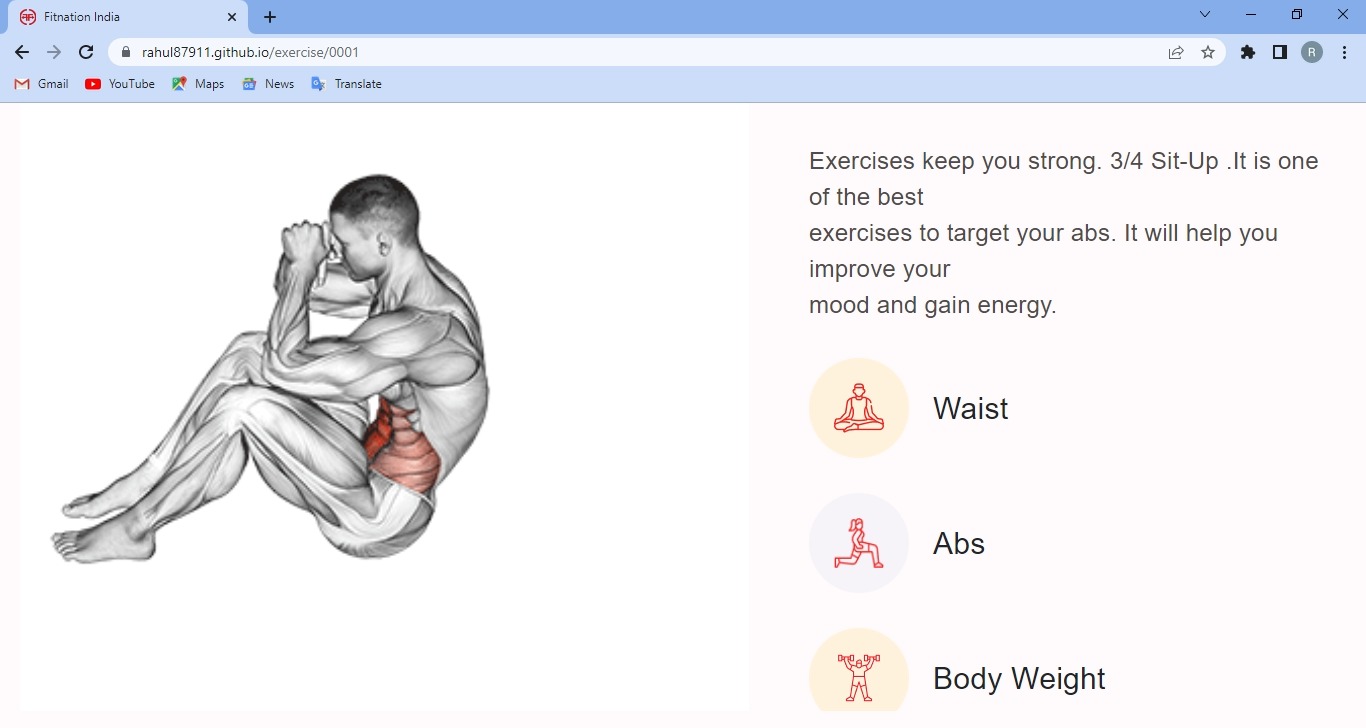 Fitnation India
rahul87911.github.io/exercise/0001
R
Gmail
YouTube
Maps
News
Translate
Exercises keep you strong. 3/4 Sit-Up .It is one
of the best
exercises to target your abs. It will help you
improve your
mood and gain energy.
Waist
Abs
Body Weight